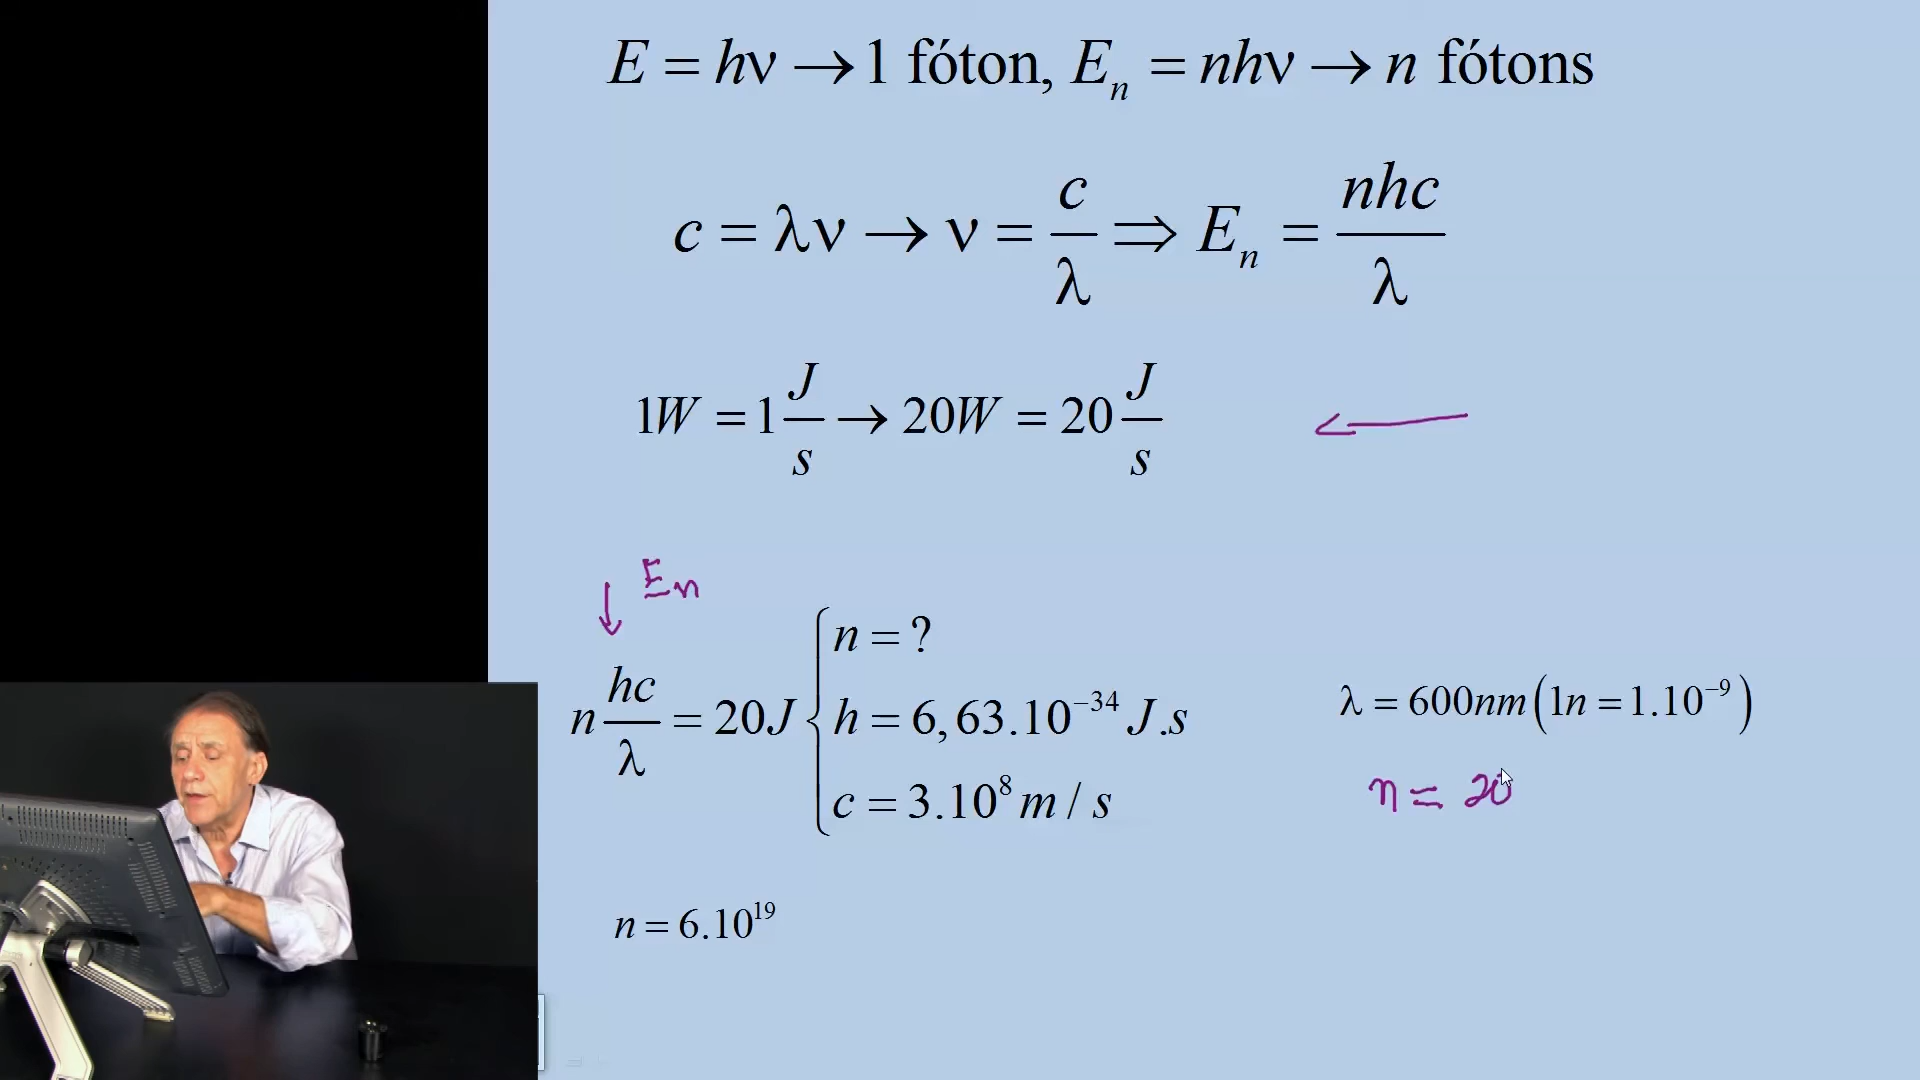 E = hν → 1 fóton, Eₙ = nhν → n fótons
c = λν → ν = c/λ ⇒ Eₙ = nhc/λ
1W = 1 J/s → 20W = 20 J/s
↓ En
n hc/λ = 20J { n = ?
h = 6,63.10⁻³⁴ J.s
c = 3.10⁸ m / s
λ = 600nm (1n = 1.10⁻⁹)
n = 20
n = 6.10¹⁹